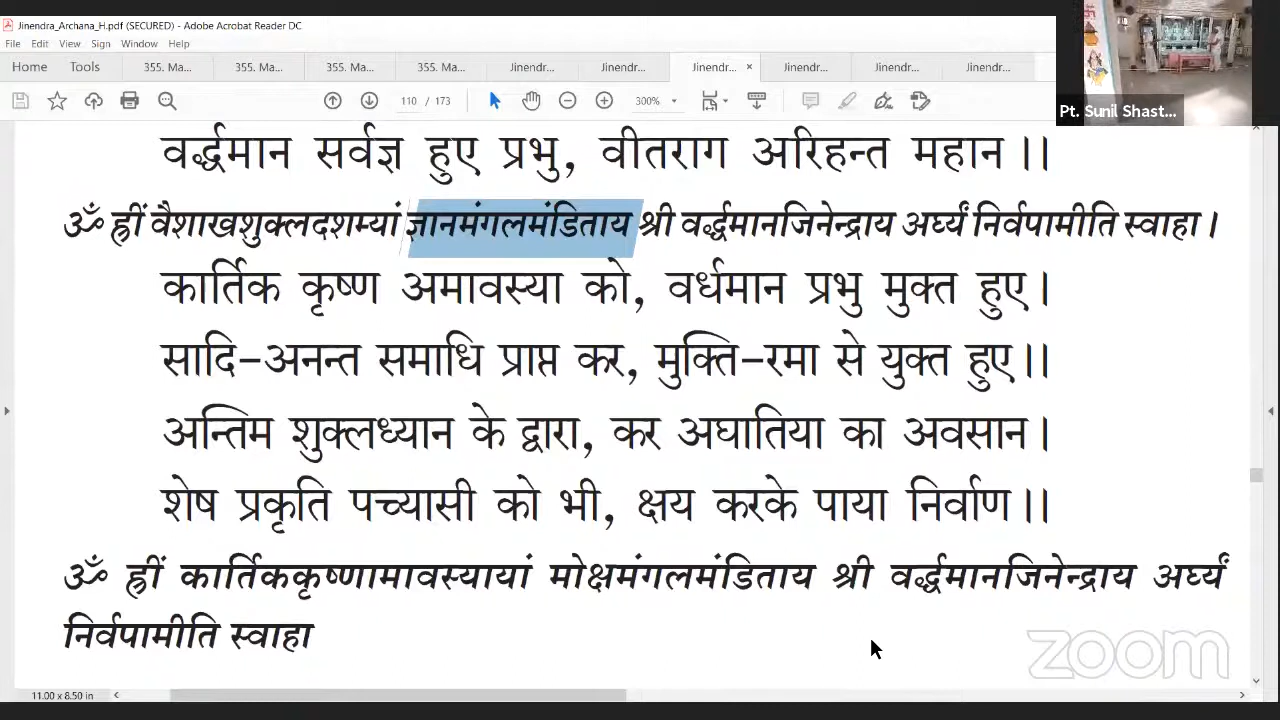 Jinendra_Archana_H.pdf (SECURED) - Adobe Acrobat Reader DC
File Edit View Sign Window Help
Home Tools 355. Ma... 355. Ma... 355. Ma... 355. Ma... Jinendr... Jinendr... Jinendr... × Jinendr... Jinendr... Jinendr...
110 / 173 300%
Pt. Sunil Shast...
वर्द्धमान सर्वज्ञ हुए प्रभु, वीतराग अरिहन्त महान।।
ॐ ह्रीं वैशाखशुक्लदशम्यां ज्ञानमंगलमंडिताय श्री वर्द्धमानजिनेन्द्राय अर्घ्यं निर्वपामीति स्वाहा।
कार्तिक कृष्ण अमावस्या को, वर्धमान प्रभु मुक्त हुए।
सादि-अनन्त समाधि प्राप्त कर, मुक्ति-रमा से युक्त हुए।।
अन्तिम शुक्लध्यान के द्वारा, कर अघातिया का अवसान।
शेष प्रकृति पच्यासी को भी, क्षय करके पाया निर्वाण।।
ॐ ह्रीं कार्तिककृष्णामावस्यायां मोक्षमंगलमंडिताय श्री वर्द्धमानजिनेन्द्राय अर्घ्यं
निर्वपामीति स्वाहा
zoom
11.00 x 8.50 in